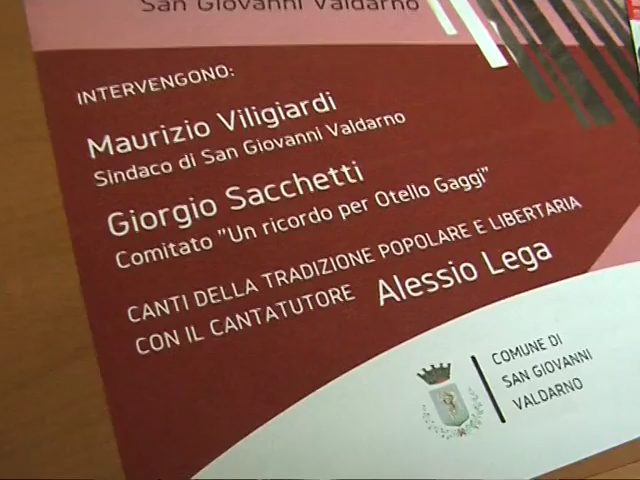 San Giovanni Valdarno
INTERVENGONO:
Maurizio Viligiardi
Sindaco di San Giovanni Valdarno
Giorgio Sacchetti
Comitato "Un ricordo per Otello Gaggi"
CANTI DELLA TRADIZIONE POPOLARE E LIBERTARIA
CON IL CANTATUTORE Alessio Lega
COMUNE DI
SAN GIOVANNI
VALDARNO